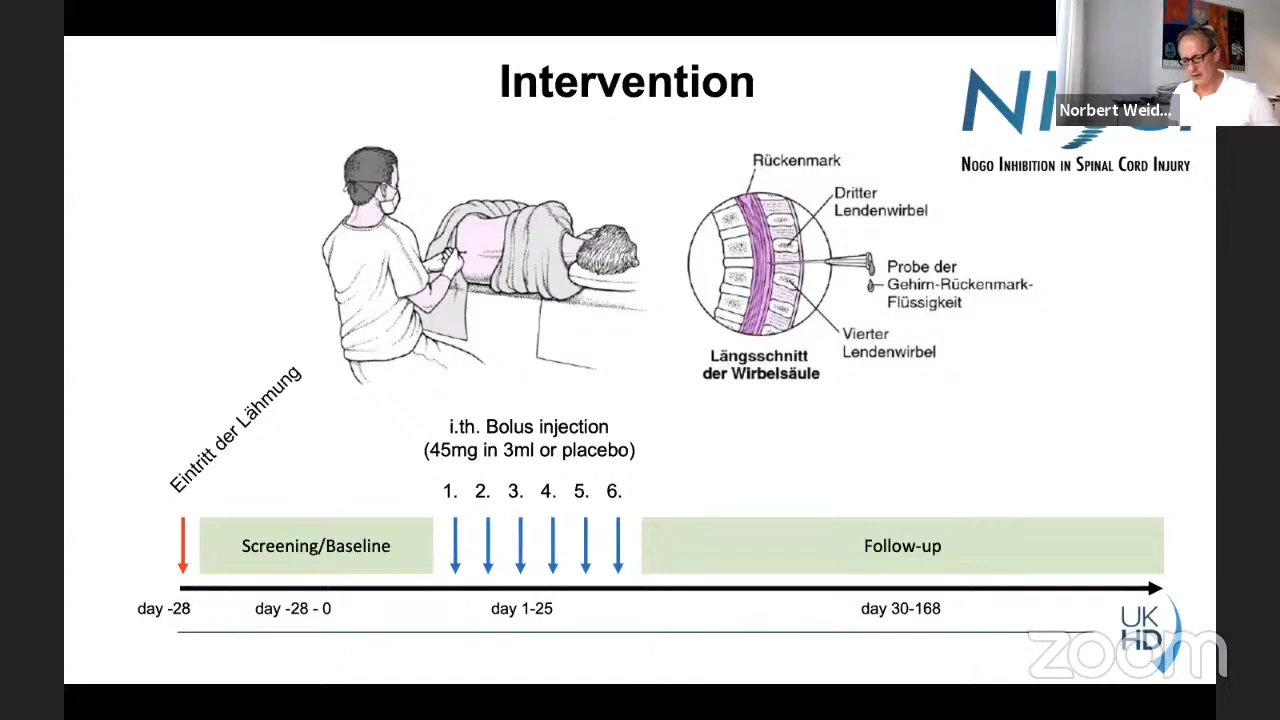 Intervention
Norbert Weid...
NOGO INHIBITION IN SPINAL CORD INJURY
Rückenmark
Dritter
Lendenwirbel
Probe der
Gehirn-Rückenmark-
Flüssigkeit
Vierter
Lendenwirbel
Längsschnitt
der Wirbelsäule
Eintritt der Lähmung
i.th. Bolus injection
(45mg in 3ml or placebo)
1. 2. 3. 4. 5. 6.
Screening/Baseline
Follow-up
day -28
day -28 - 0
day 1-25
day 30-168
UK
HD
zoom